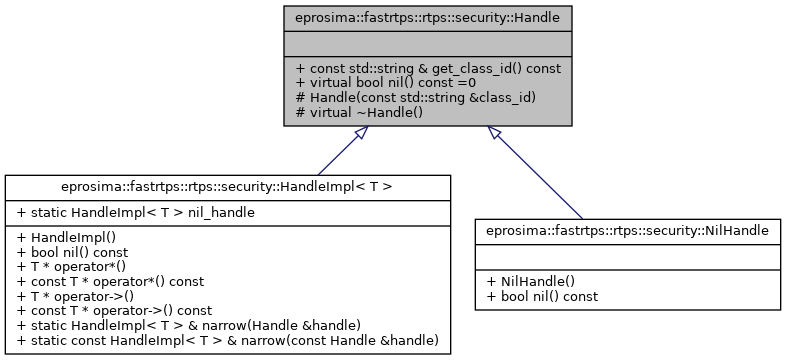 eprosima::fastrtps::rtps::security::Handle
+ const std::string & get_class_id() const
+ virtual bool nil() const =0
# Handle(const std::string &class_id)
# virtual ~Handle()
eprosima::fastrtps::rtps::security::HandleImpl< T >
+ static HandleImpl< T > nil_handle
+ HandleImpl()
+ bool nil() const
+ T * operator*()
+ const T * operator*() const
+ T * operator->()
+ const T * operator->() const
+ static HandleImpl< T > & narrow(Handle &handle)
+ static const HandleImpl< T > & narrow(const Handle &handle)
eprosima::fastrtps::rtps::security::NilHandle
+ NilHandle()
+ bool nil() const